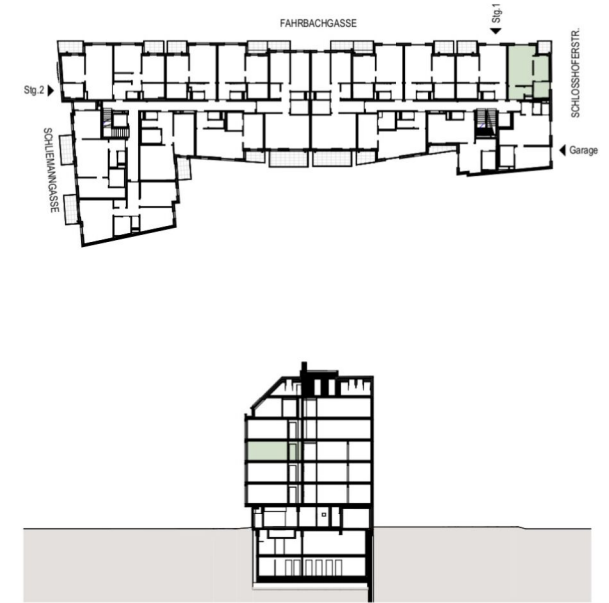 Stg.1
FAHRBACHGASSE
SCHLOSSHOFERSTR.
Stg.2
Garage
SCHLIEMANNGASSE